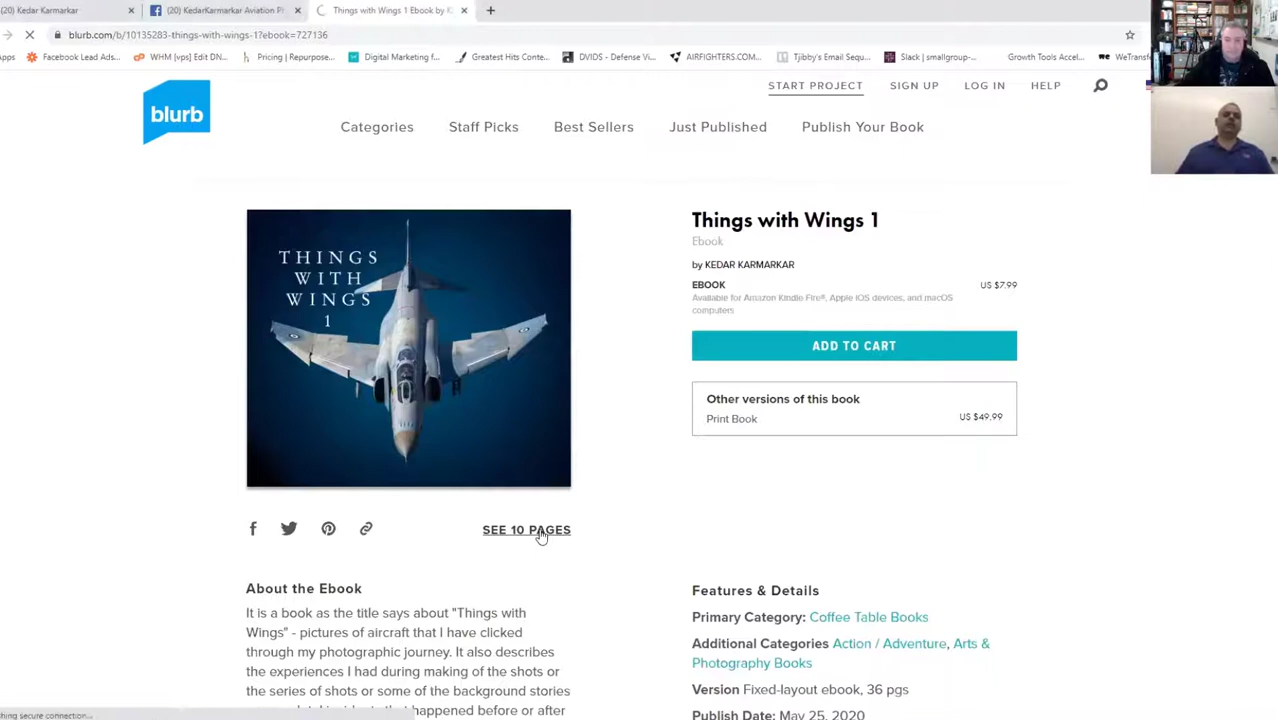 (20) Kedar Karmarkar
(20) KedarKarmarkar Aviation Pi
Things with Wings 1 Ebook by K
blurb.com/b/10135283-things-with-wings-1?ebook=727136
Apps
Facebook Lead Ads...
WHM [vps] Edit DN...
Pricing | Repurpose...
Digital Marketing f...
Greatest Hits Conte...
DVIDS - Defense Vi...
AIRFIGHTERS.COM...
Tjibby's Email Sequ...
Slack | smallgroup-...
Growth Tools Accel...
WeTransf
blurb
START PROJECT
SIGN UP
LOG IN
HELP
Categories
Staff Picks
Best Sellers
Just Published
Publish Your Book
THINGS
WITH
WINGS
1
Things with Wings 1
Ebook
by KEDAR KARMARKAR
EBOOK
US $7.99
Available for Amazon Kindle Fire®, Apple iOS devices, and macOS
computers
ADD TO CART
Other versions of this book
Print Book
US $49.99
SEE 10 PAGES
About the Ebook
It is a book as the title says about "Things with
Wings" - pictures of aircraft that I have clicked
through my photographic journey. It also describes
the experiences I had during making of the shots or
the series of shots or some of the background stories
happened before or after
Features & Details
Primary Category: Coffee Table Books
Additional Categories Action / Adventure, Arts &
Photography Books
Version Fixed-layout ebook, 36 pgs
Publish Date: May 25, 2020
secure connection...